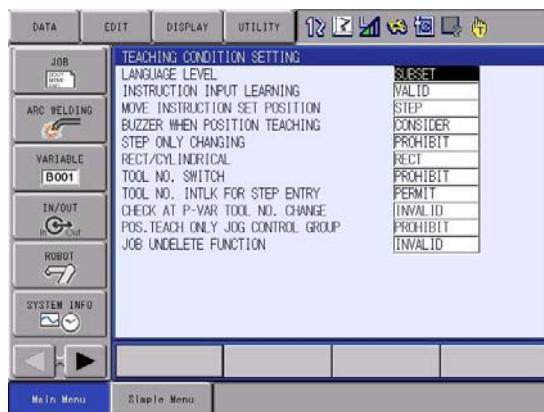 DATA EDIT DISPLAY UTILITY
TEACHING CONDITION SETTING
LANGUAGE LEVEL SUBSET
INSTRUCTION INPUT LEARNING VALID
MOVE INSTRUCTION SET POSITION STEP
BUZZER WHEN POSITION TEACHING CONSIDER
STEP ONLY CHANGING PROHIBIT
RECT/CYLINDRICAL RECT
TOOL NO. SWITCH PROHIBIT
TOOL NO. INTLK FOR STEP ENTRY PERMIT
CHECK AT P-VAR TOOL NO. CHANGE INVALID
POS.TEACH ONLY JOG CONTROL GROUP PROHIBIT
JOB UNDELETE FUNCTION INVALID
JOB
ARC WELDING
VARIABLE
B001
IN/OUT
In Out
ROBOT
SYSTEM INFO
Main Menu Simple Menu